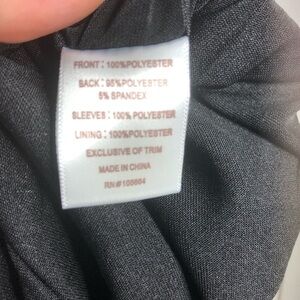 FRONT : 100%POLYESTER
BACK : 95%POLYESTER
5% SPANDEX
SLEEVES : 100% POLYESTER
LINING : 100%POLYESTER
EXCLUSIVE OF TRIM
MADE IN CHINA
RN#105664